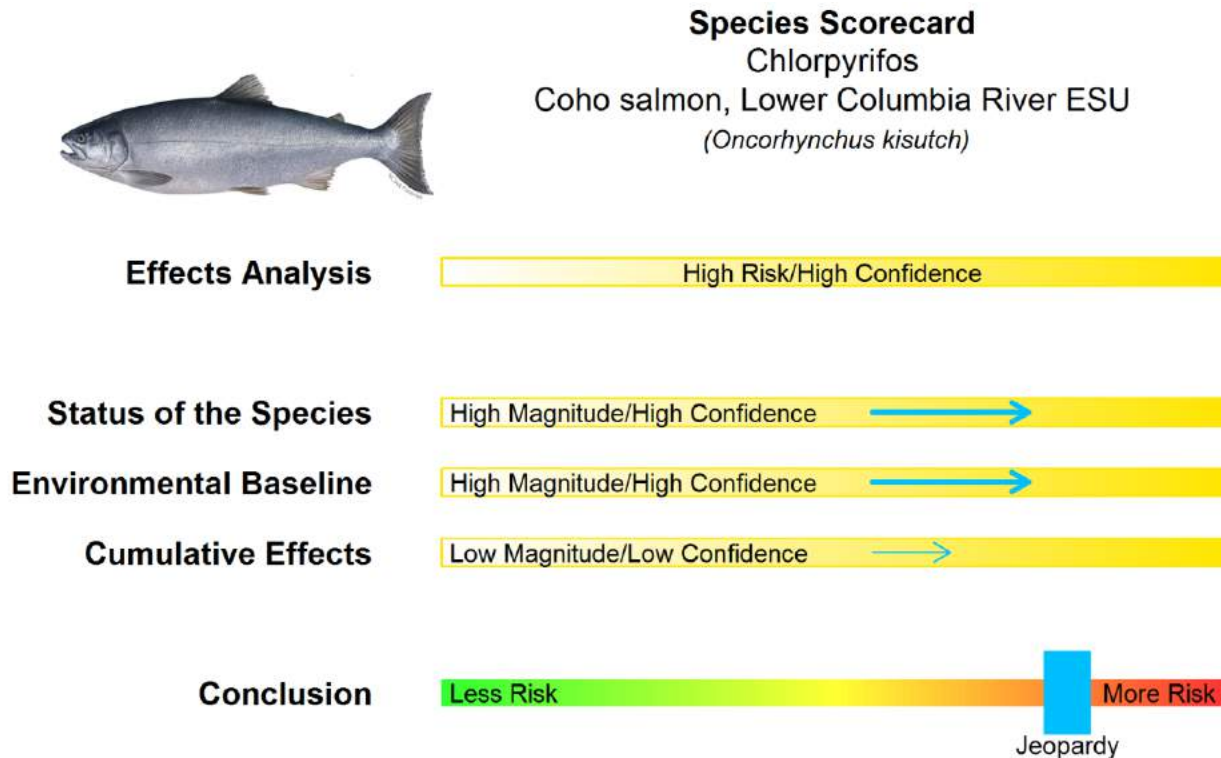 Species Scorecard
Chlorpyrifos
Coho salmon, Lower Columbia River ESU
(Oncorhynchus kisutch)
Effects Analysis
High Risk/High Confidence
Status of the Species
High Magnitude/High Confidence
Environmental Baseline
High Magnitude/High Confidence
Cumulative Effects
Low Magnitude/Low Confidence
Conclusion
Less Risk
More Risk
Jeopardy